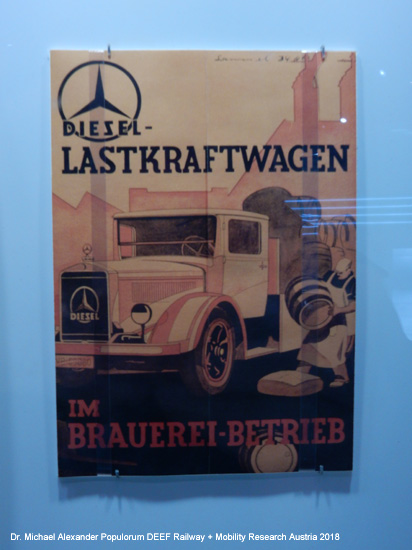 DIESEL-
LASTKRAFTWAGEN
DIESEL
IM
BRAUEREI-BETRIEB
Dr. Michael Alexander Populorum DEEF Railway + Mobility Research Austria 2018